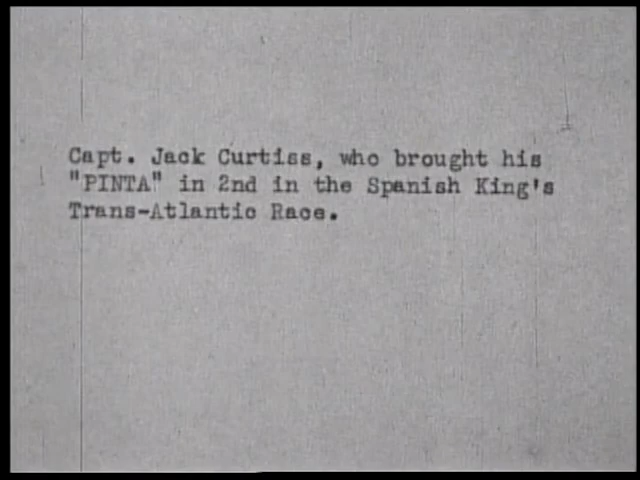 Capt. Jack Curtiss, who brought his
"PINTA" in 2nd in the Spanish King's
Trans-Atlantic Race.